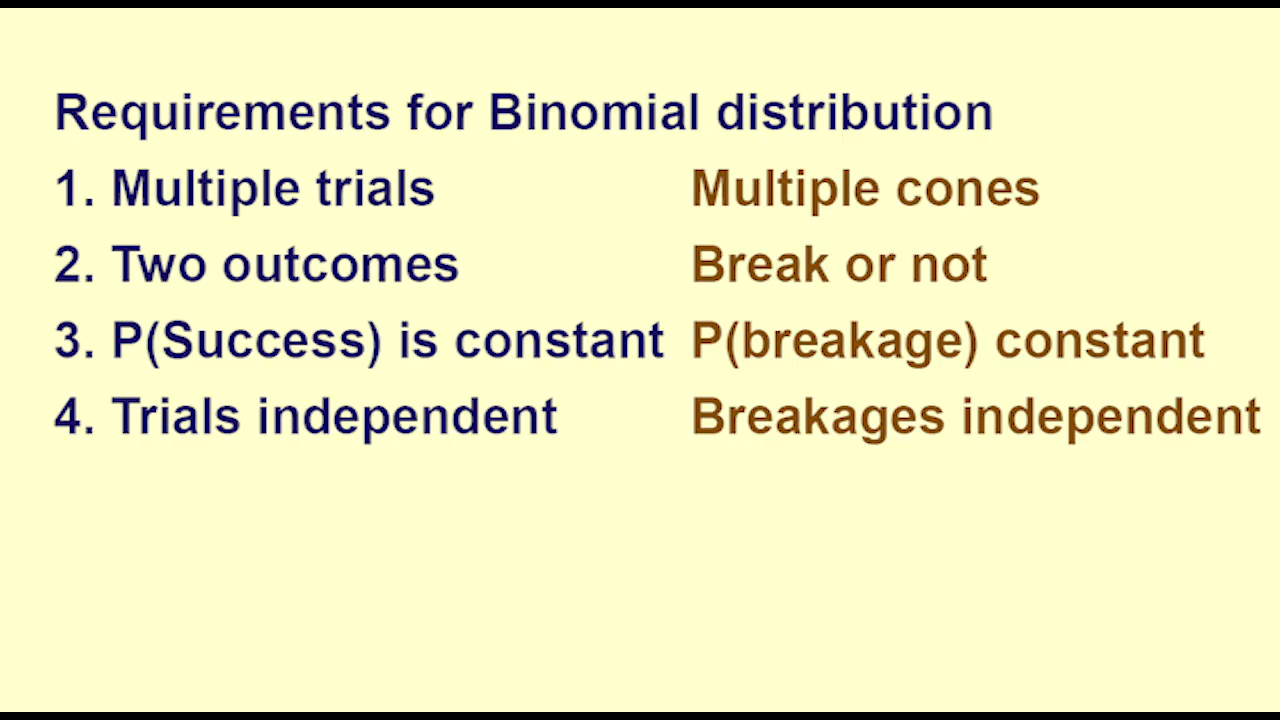 Requirements for Binomial distribution
1. Multiple trials Multiple cones
2. Two outcomes Break or not
3. P(Success) is constant P(breakage) constant
4. Trials independent Breakages independent